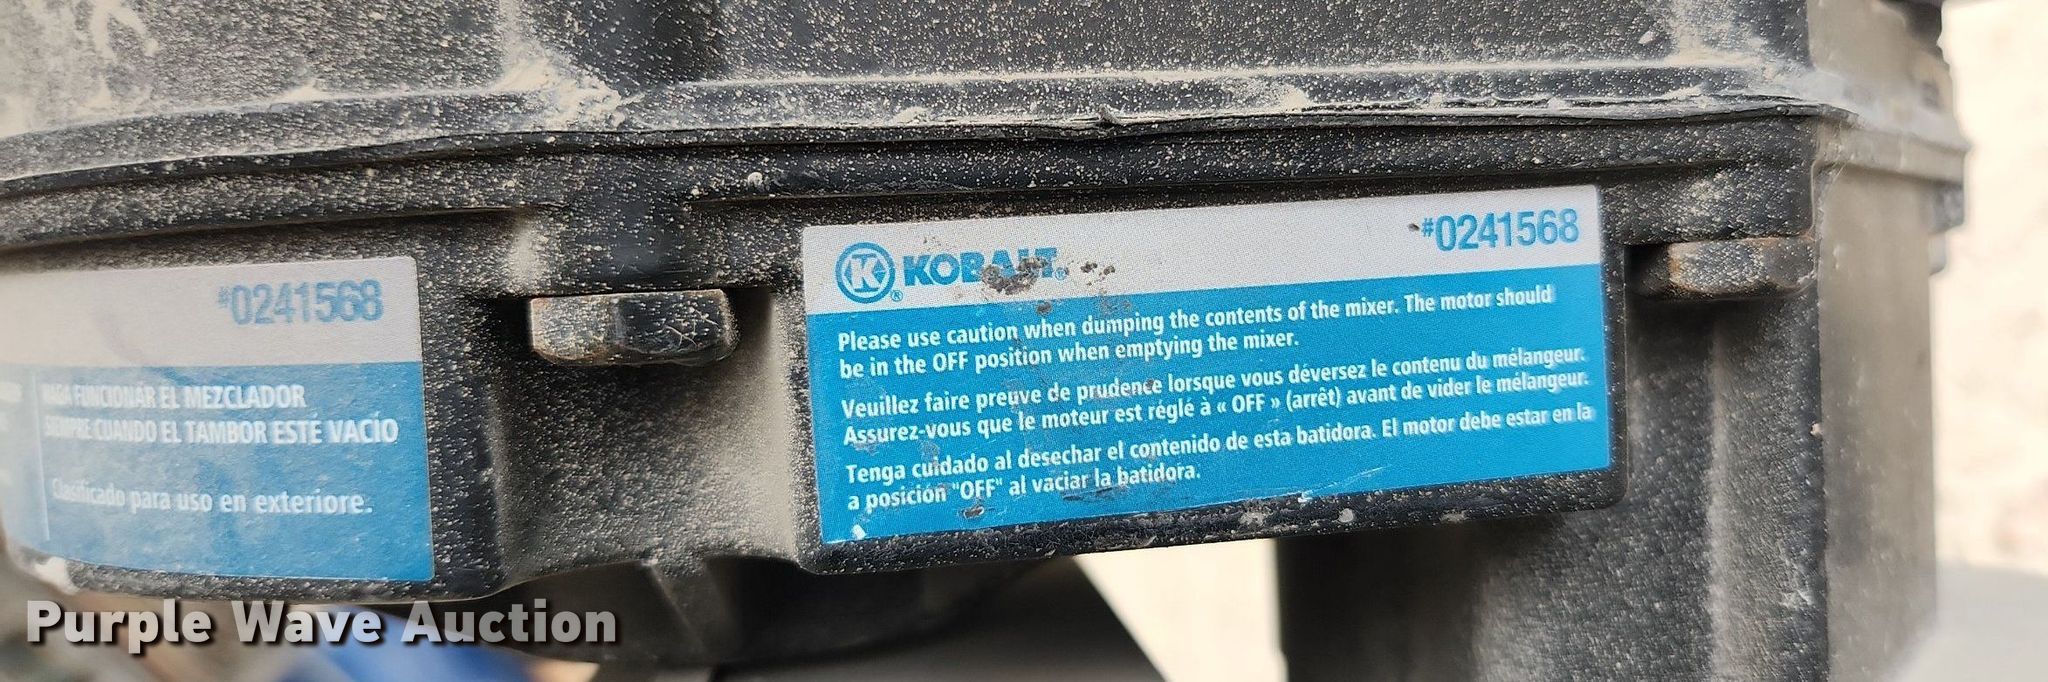 #0241568
FUNCIONAR EL MEZCLADOR
SIEMPRE CUANDO EL TAMBOR ESTÉ VACÍO
Clasificado para uso en exteriore.
K® KOBALT®
#0241568
Please use caution when dumping the contents of the mixer. The motor should
be in the OFF position when emptying the mixer.
Veuillez faire preuve de prudence lorsque vous déversez le contenu du mélangeur.
Assurez-vous que le moteur est réglé à « OFF » (arrêt) avant de vider le mélangeur.
Tenga cuidado al desechar el contenido de esta batidora. El motor debe estar en la
a posición "OFF" al vaciar la batidora.
Purple Wave Auction